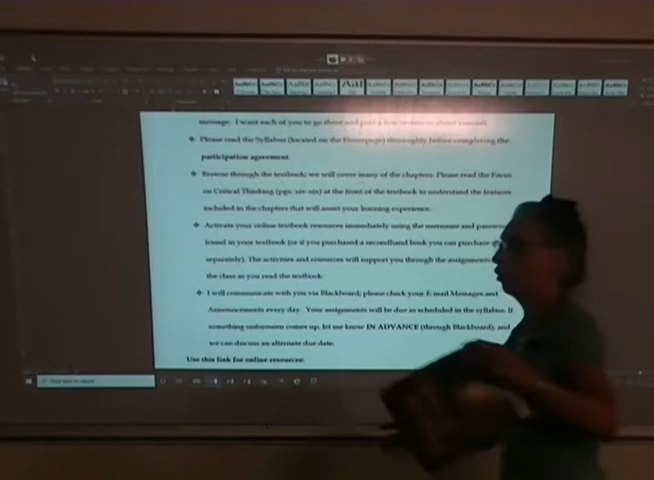 message. I want each of you to go there and post a few sentences about yourself.
Please read the Syllabus (located on the Homepage) thoroughly before completing the
participation agreement.
Browse through the textbook; we will cover many of the chapters. Please read the Focus
on Critical Thinking (pgs. xiv-xix) at the front of the textbook to understand the features
included in the chapters that will assist your learning experience.
Activate your online textbook resources immediately using the username and
found in your textbook (or if you purchased a secondhand book you can purchase
separately). The activities and resources will support you through the assignments
the class as you read the textbook.
I will communicate with you via Blackboard; please check your E-mail Messages and
Announcements every day. Your assignments will be due as scheduled in the syllabus. If
something unforeseen comes up, let me know IN ADVANCE (through Blackboard), and
we can discuss an alternate due date.
Use this link for online resources: